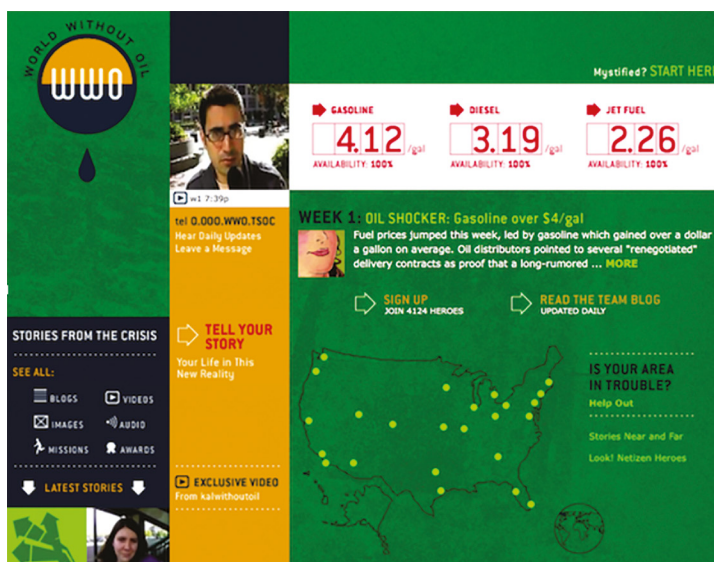 WORLD WITHOUT OIL
WWO
Mystified? START HER
GASOLINE
4.12 /gal
AVAILABILITY: 100%
DIESEL
3.19 /gal
AVAILABILITY: 100%
JET FUEL
2.26 /gal
AVAILABILITY: 100%
w1 7:39p
tel 0.000.WWO.TSOC
Hear Daily Updates
Leave a Message
WEEK 1: OIL SHOCKER: Gasoline over $4/gal
Fuel prices jumped this week, led by gasoline which gained over a dollar
a gallon on average. Oil distributors pointed to several "renegotiated"
delivery contracts as proof that a long-rumored ... MORE
SIGN UP
JOIN 4124 HEROES
READ THE TEAM BLOG
UPDATED DAILY
STORIES FROM THE CRISIS
SEE ALL:
BLOGS
VIDEOS
IMAGES
AUDIO
MISSIONS
AWARDS
LATEST STORIES
TELL YOUR
STORY
Your Life in This
New Reality
EXCLUSIVE VIDEO
From kalwithoutoil
IS YOUR AREA
IN TROUBLE?
Help Out
Stories Near and Far
Look! Netizen Heroes